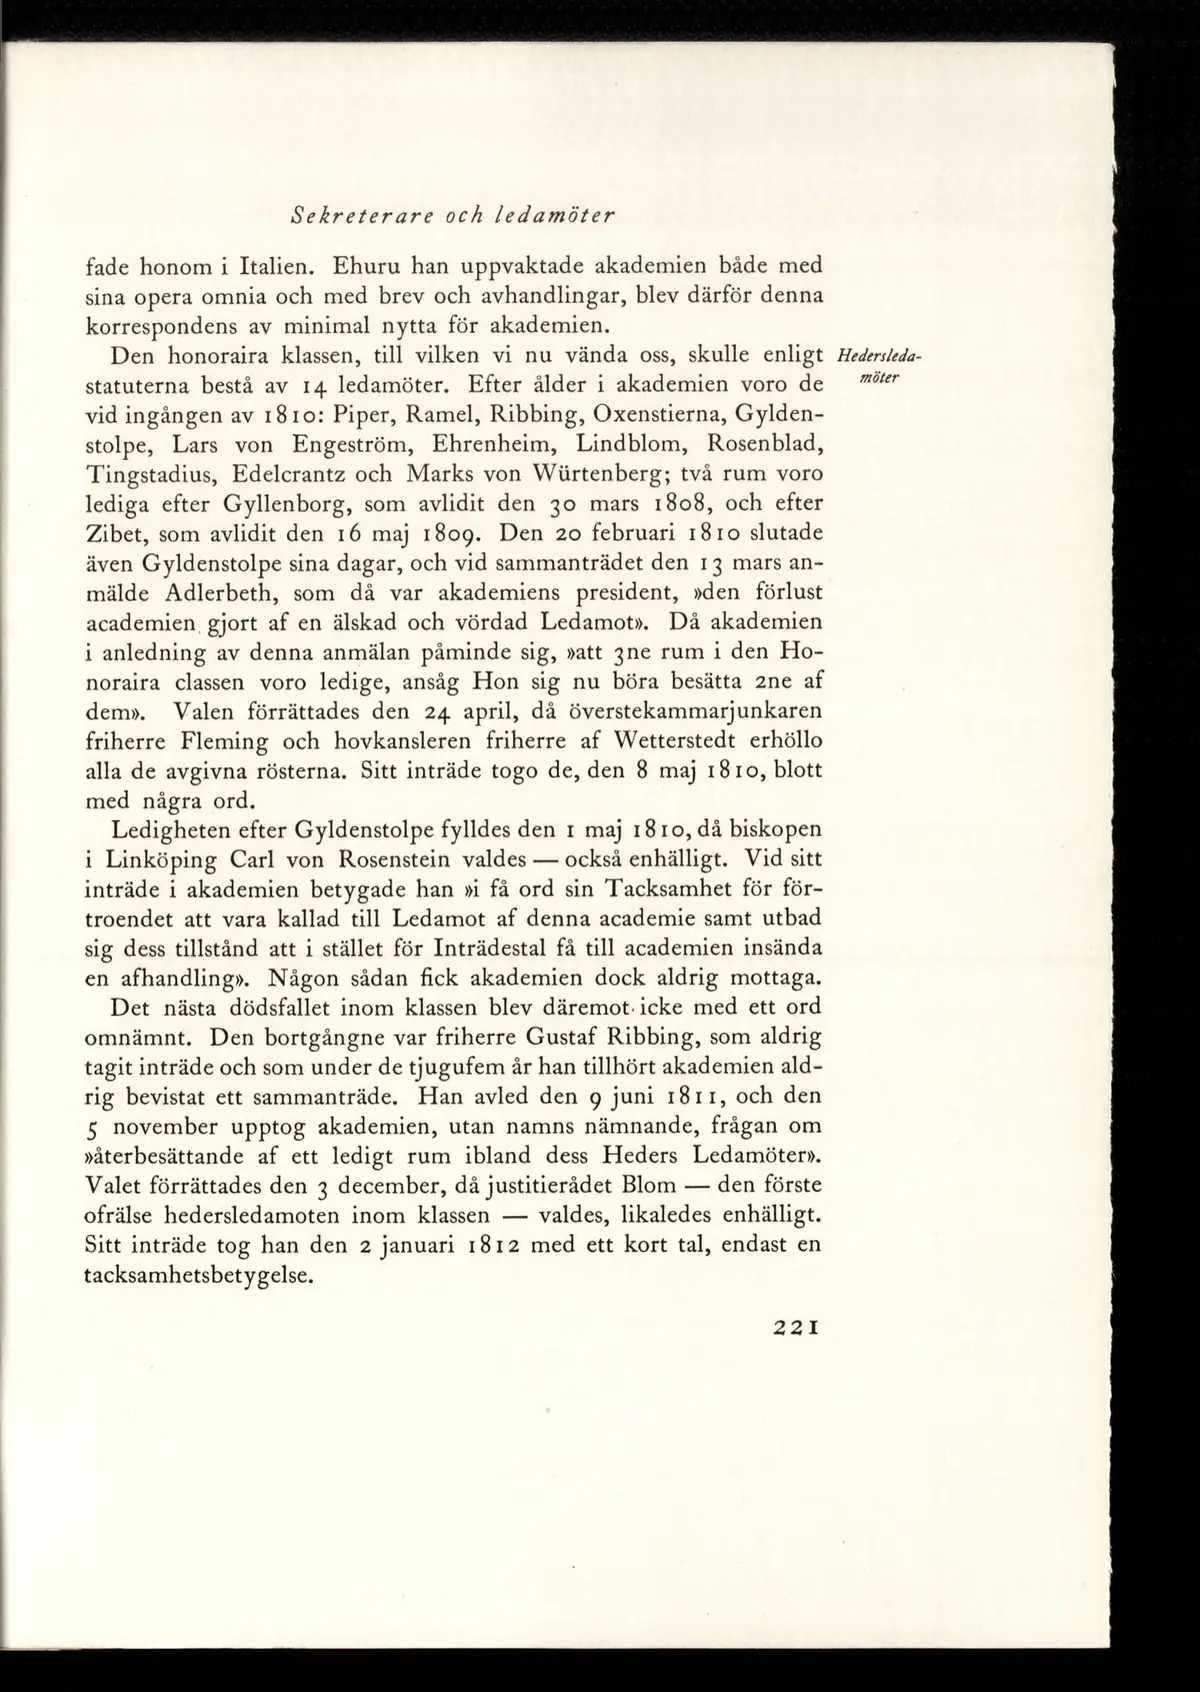 Sekreterare och ledamöter
fade honom i Italien. Ehuru han uppvaktade akademien både med
sina opera omnia och med brev och avhandlingar, blev därför denna
korrespondens av minimal nytta för akademien.
Den honoraira klassen, till vilken vi nu vända oss, skulle enligt
Hedersleda-
statuterna bestå av 14 ledamöter. Efter ålder i akademien voro de
möter
vid ingången av 1810: Piper, Ramel, Ribbing, Oxenstierna, Gylden-
stolpe, Lars von Engeström, Ehrenheim, Lindblom, Rosenblad,
Tingstadius, Edelcrantz och Marks von Würtenberg; två rum voro
lediga efter Gyllenborg, som avlidit den 30 mars 1808, och efter
Zibet, som avlidit den 16 maj 1809. Den 20 februari 1810 slutade
även Gyldenstolpe sina dagar, och vid sammanträdet den 13 mars an-
mälde Adlerbeth, som då var akademiens president, »den förlust
academien gjort af en älskad och vördad Ledamot». Då akademien
i anledning av denna anmälan påminde sig, »att 3ne rum i den Ho-
noraira classen voro ledige, ansåg Hon sig nu böra besätta 2ne af
dem». Valen förrättades den 24 april, då överstekammarjunkaren
friherre Fleming och hovkansleren friherre af Wetterstedt erhöllo
alla de avgivna rösterna. Sitt inträde togo de, den 8 maj 1810, blott
med några ord.
Ledigheten efter Gyldenstolpe fylldes den 1 maj 1810, då biskopen
i Linköping Carl von Rosenstein valdes — också enhälligt. Vid sitt
inträde i akademien betygade han »i få ord sin Tacksamhet för för-
troendet att vara kallad till Ledamot af denna academie samt utbad
sig dess tillstånd att i stället för Inträdestal få till academien insända
en afhandling». Någon sådan fick akademien dock aldrig mottaga.
Det nästa dödsfallet inom klassen blev däremot icke med ett ord
omnämnt. Den bortgångne var friherre Gustaf Ribbing, som aldrig
tagit inträde och som under de tjugufem år han tillhört akademien ald-
rig bevistat ett sammanträde. Han avled den 9 juni 1811, och den
5 november upptog akademien, utan namns nämnande, frågan om
»återbesättande af ett ledigt rum ibland dess Heders Ledamöter».
Valet förrättades den 3 december, då justitierådet Blom — den förste
ofrälse hedersledamoten inom klassen — valdes, likaledes enhälligt.
Sitt inträde tog han den 2 januari 1812 med ett kort tal, endast en
tacksamhetsbetygelse.
221